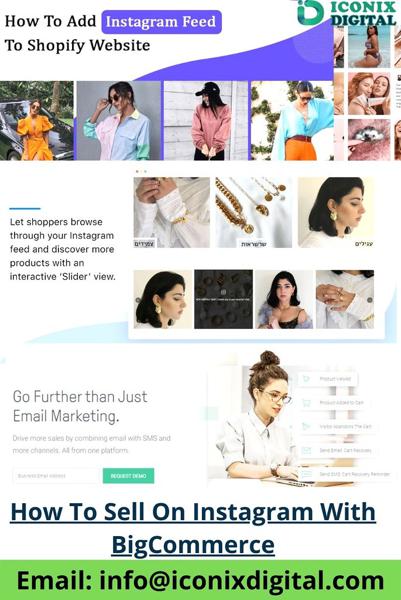 How To Add Instagram Feed
To Shopify Website
ICONIX
DIGITAL
Let shoppers browse
through your Instagram
feed and discover more
products with an
interactive ‘Slider’ view.
צמידים
שרשראות
עגילים
Go Further than Just
Email Marketing.
Drive more sales by combining email with SMS and
more channels. All from one platform.
Business Email Address
REQUEST DEMO
Product Viewed
Product Added to Cart
Visitor Abandons The Cart
Send Email Cart Recovery
Send SMS Cart Recovery Reminder
How To Sell On Instagram With
BigCommerce
Email: info@iconixdigital.com